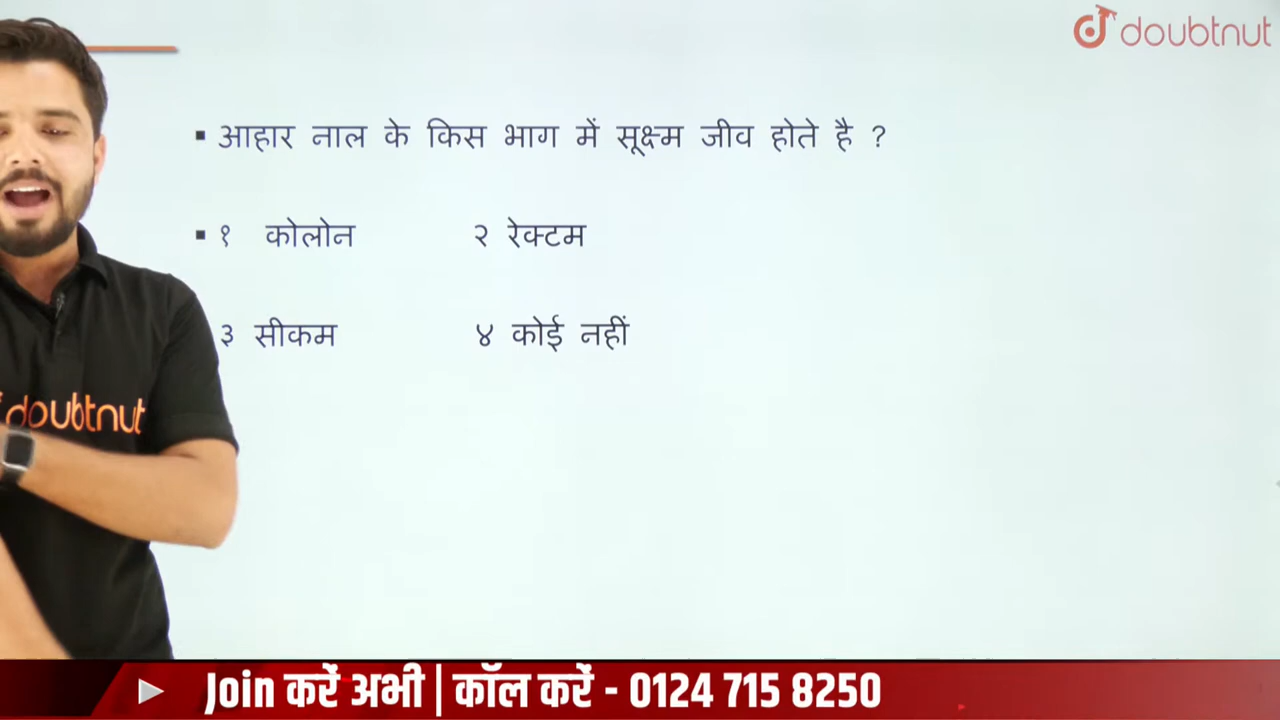 doubtnut
▪ आहार नाल के किस भाग में सूक्ष्म जीव होते है ?
▪ १ कोलोन २ रेक्टम
३ सीकम ४ कोई नहीं
doubtnut
Join करें अभी | कॉल करें - 0124 715 8250